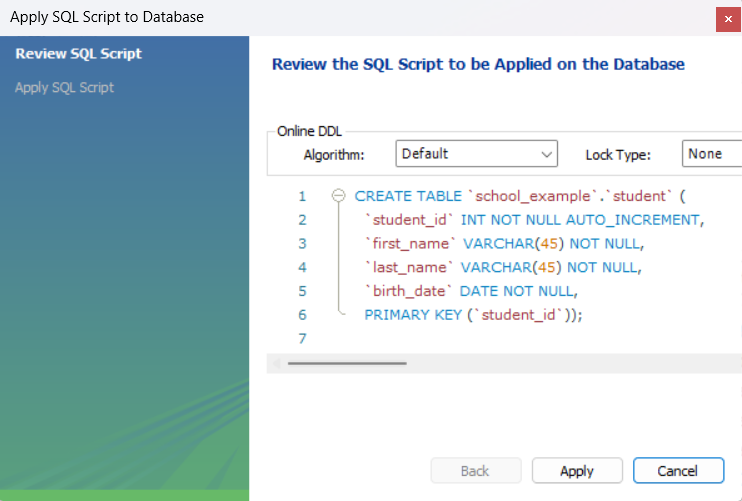 Apply SQL Script to Database
Review SQL Script
Apply SQL Script
Review the SQL Script to be Applied on the Database
Online DDL
Algorithm: Default Lock Type: None
1 CREATE TABLE `school_example`.`student` (
2 `student_id` INT NOT NULL AUTO_INCREMENT,
3 `first_name` VARCHAR(45) NOT NULL,
4 `last_name` VARCHAR(45) NOT NULL,
5 `birth_date` DATE NOT NULL,
6 PRIMARY KEY (`student_id`));
7
Back Apply Cancel